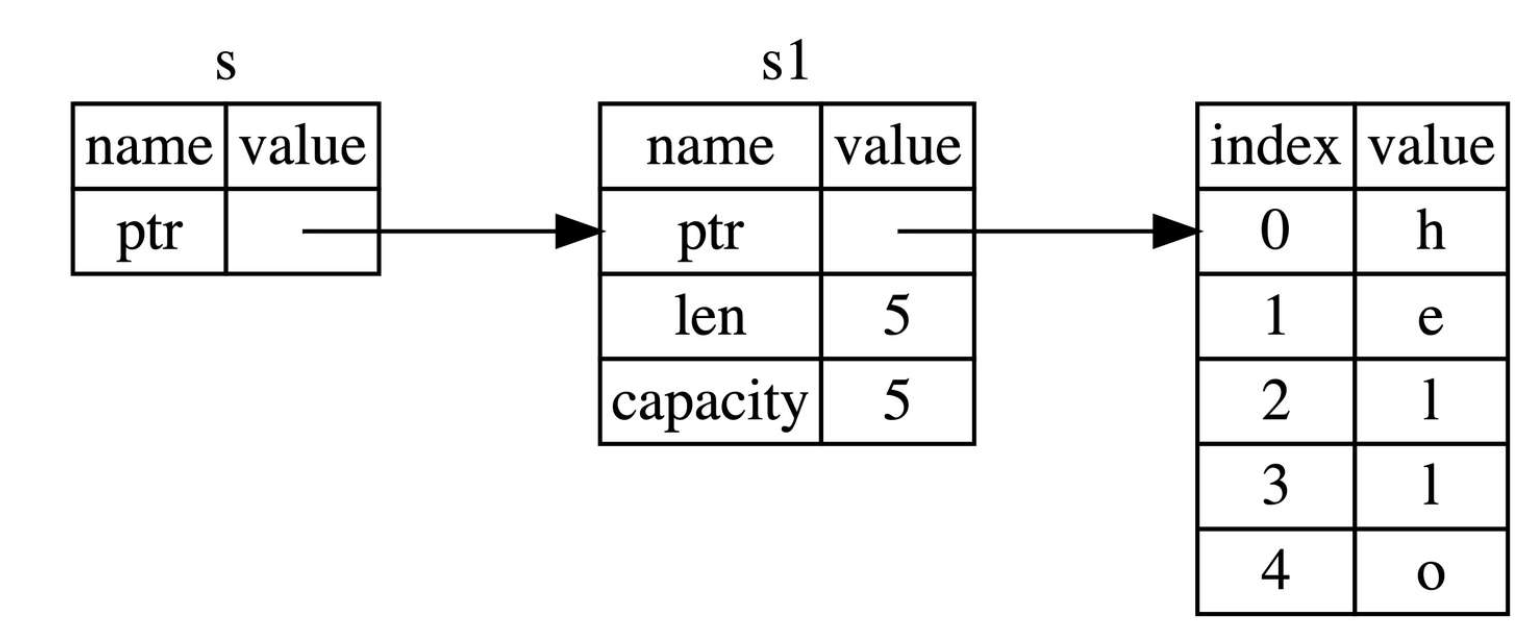 s
name value
ptr
s1
name value
ptr
len 5
capacity 5
index value
0 h
1 e
2 l
3 l
4 o